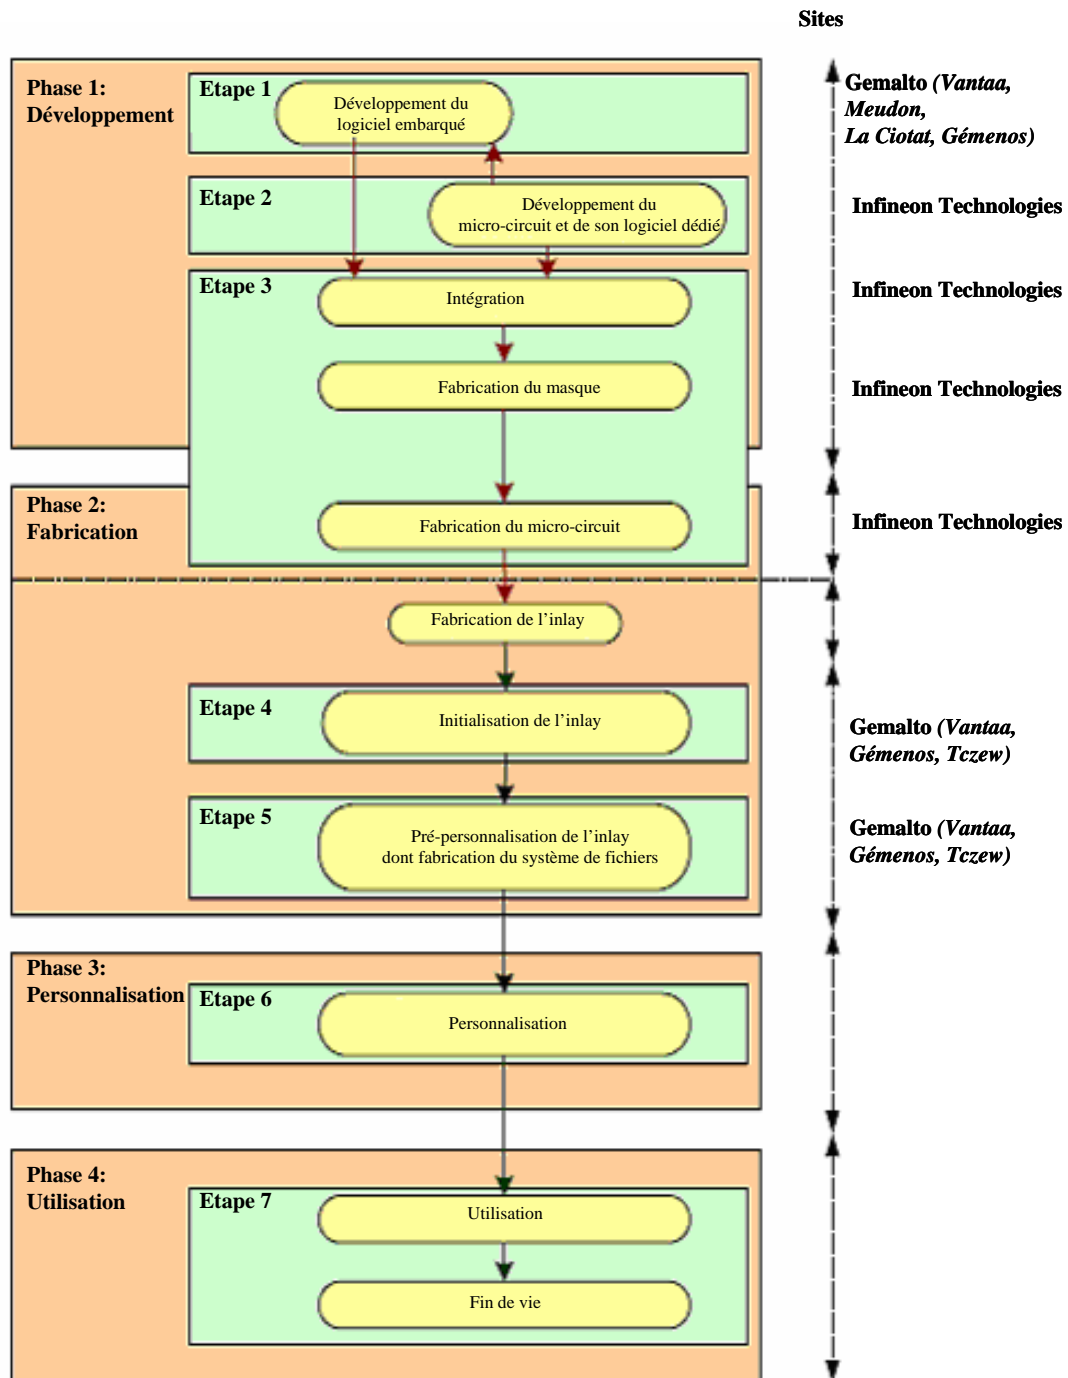 Sites
Phase 1:
Développement
Etape 1
Développement du
logiciel embarqué
Gemalto (Vantaa,
Meudon,
La Ciotat, Gémenos)
Etape 2
Développement du
micro-circuit et de son logiciel dédié
Infineon Technologies
Etape 3
Intégration
Infineon Technologies
Fabrication du masque
Infineon Technologies
Phase 2:
Fabrication
Fabrication du micro-circuit
Infineon Technologies
Fabrication de l’inlay
Etape 4
Initialisation de l’inlay
Gemalto (Vantaa,
Gémenos, Tczew)
Etape 5
Pré-personnalisation de l’inlay
dont fabrication du système de fichiers
Gemalto (Vantaa,
Gémenos, Tczew)
Phase 3:
Personnalisation
Etape 6
Personnalisation
Phase 4:
Utilisation
Etape 7
Utilisation
Fin de vie